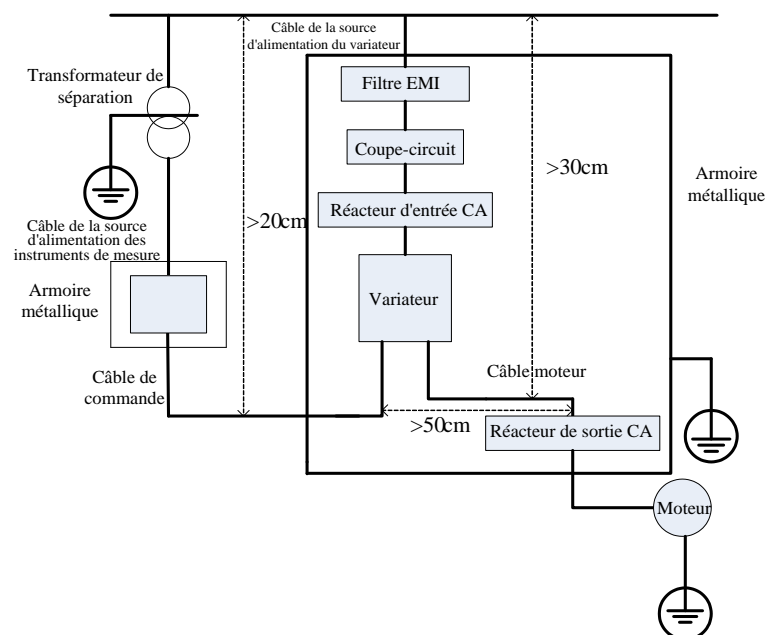 Câble de la source
d'alimentation du variateur
Transformateur de
séparation
Filtre EMI
Coupe-circuit
>30cm
Armoire
métallique
Réacteur d'entrée CA
>20cm
Câble de la source
d'alimentation des
instruments de mesure
Armoire
métallique
Variateur
Câble de
commande
Câble moteur
>50cm
Réacteur de sortie CA
Moteur